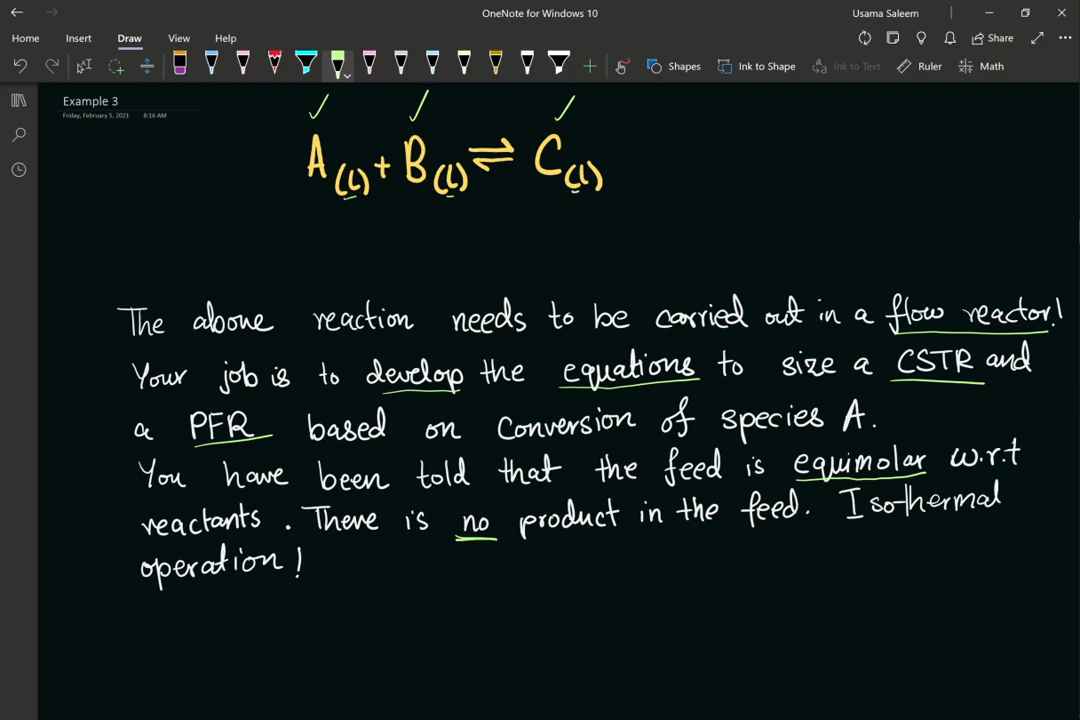 OneNote for Windows 10
Usama Saleem
Home Insert Draw View Help
Share
Shapes
Ink to Shape
Ink to Text
Ruler
Math
Example 3
Friday, February 5, 2021 8:16 AM
A(l) + B(l) ⇌ C(l)
The above reaction needs to be carried out in a flow reactor!
Your job is to develop the equations to size a CSTR and
a PFR based on conversion of species A.
You have been told that the feed is equimolar w.r.t
reactants. There is no product in the feed. Isothermal
operation!